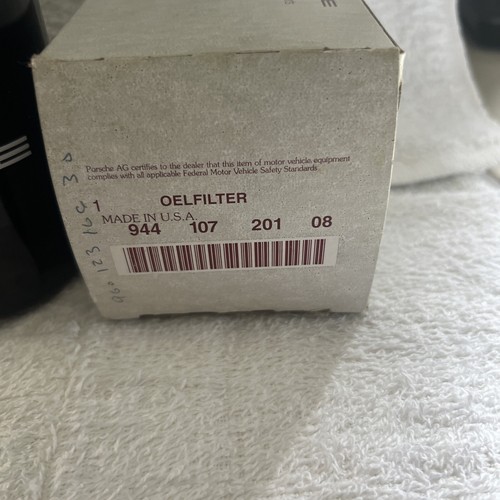 Porsche AG certifies to the dealer that this item of motor vehicle equipment
complies with all applicable Federal Motor Vehicle Safety Standards.
1 OELFILTER
MADE IN U.S.A.
944 107 201 08